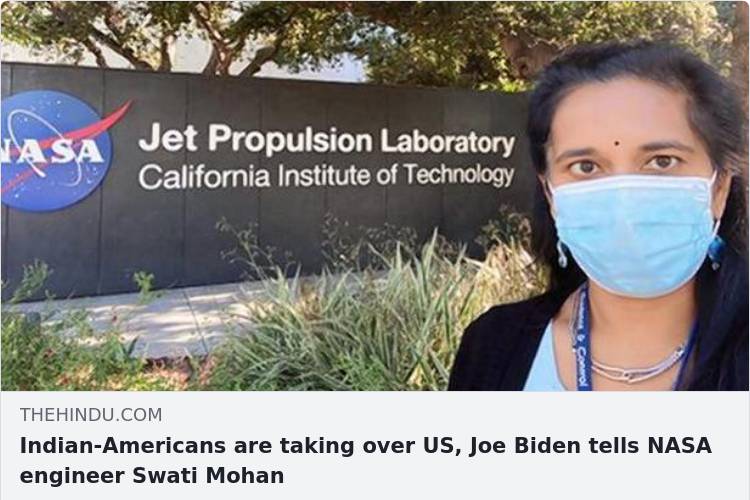 NASA
Jet Propulsion Laboratory
California Institute of Technology
THEHINDU.COM
Indian-Americans are taking over US, Joe Biden tells NASA
engineer Swati Mohan